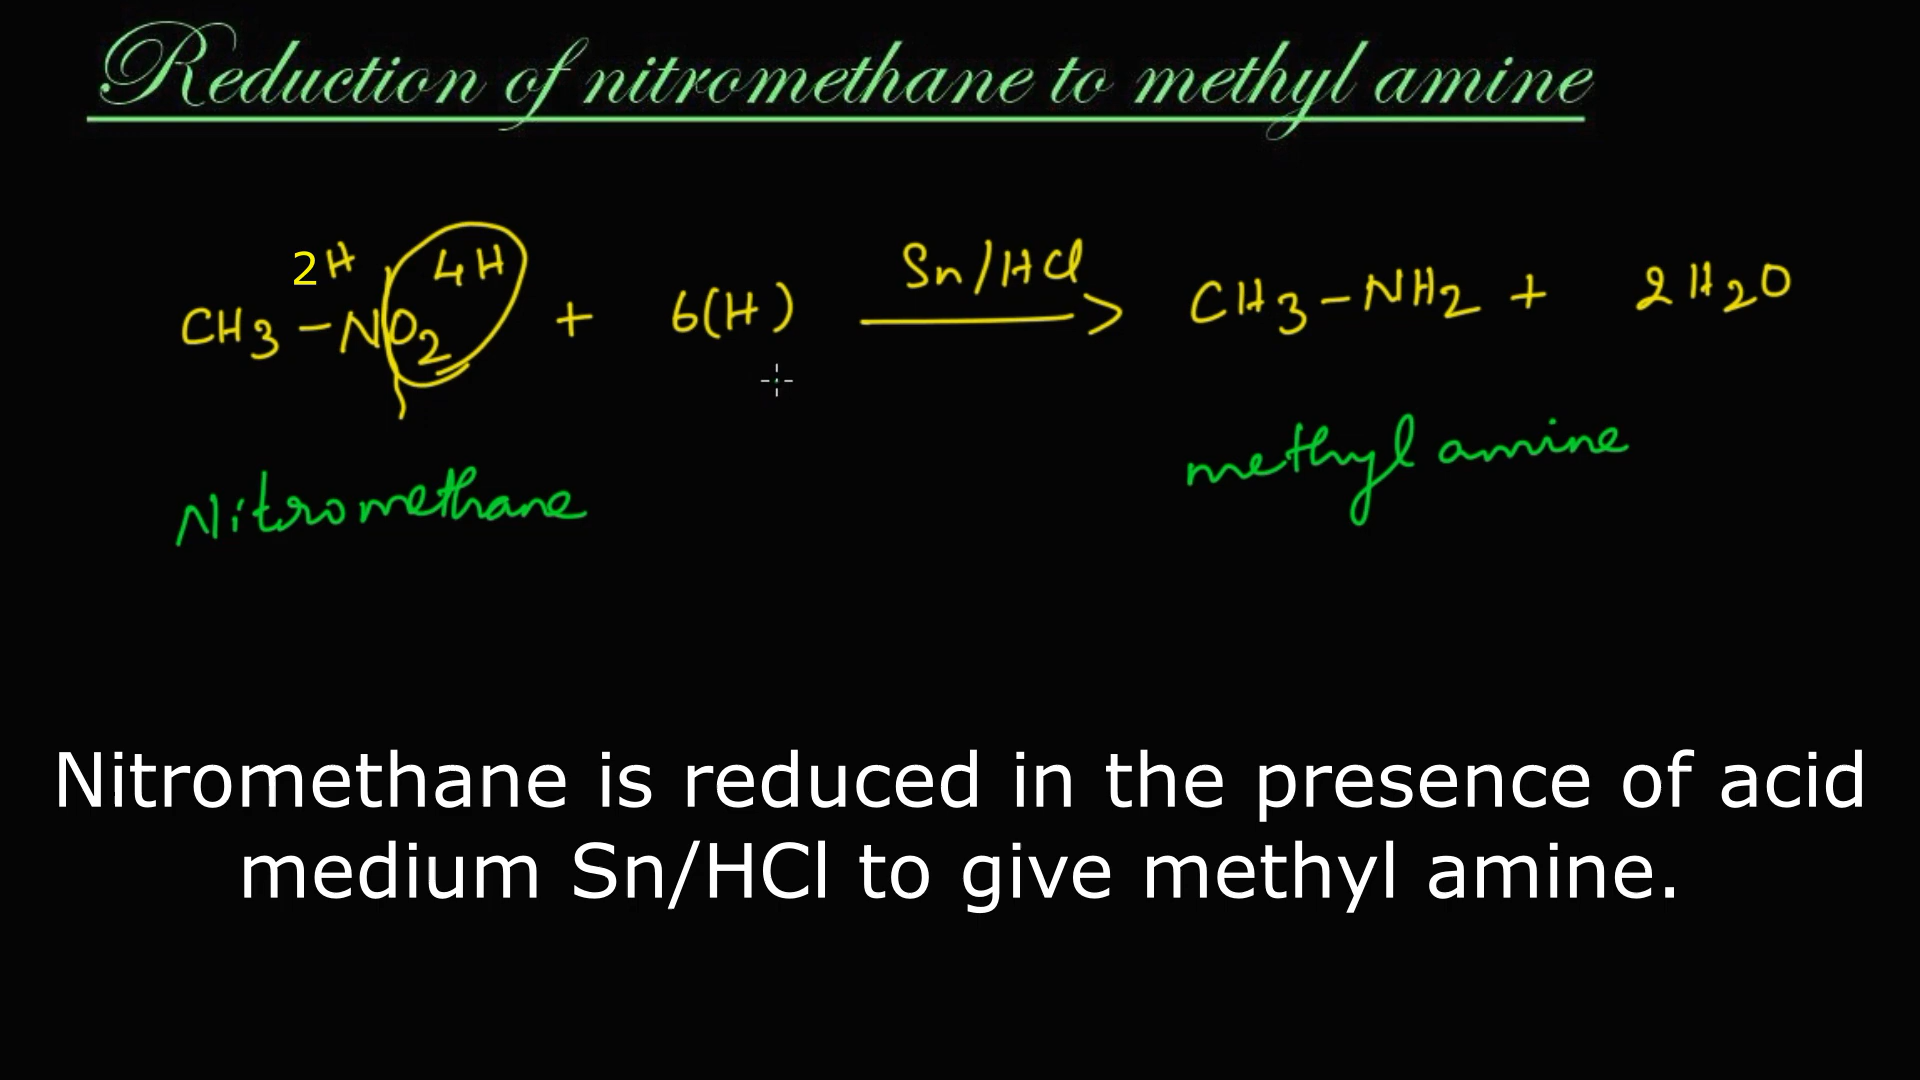 Reduction of nitromethane to methyl amine
2H 4H
CH3-NO2 + 6(H) Sn/HCl > CH3-NH2 + 2H2O
Nitromethane methyl amine
Nitromethane is reduced in the presence of acid
medium Sn/HCl to give methyl amine.